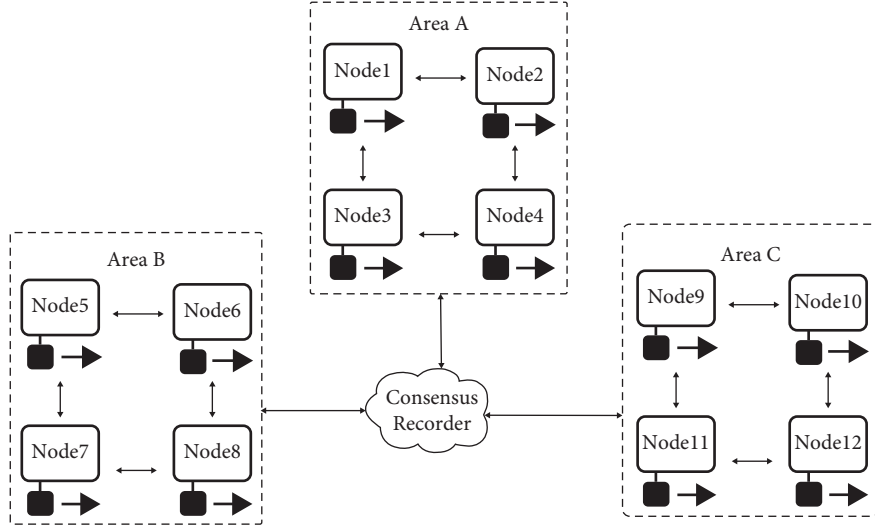 Area A
Node1
Node2
Node3
Node4
Area B
Node5
Node6
Node7
Node8
Consensus
Recorder
Area C
Node9
Node10
Node11
Node12